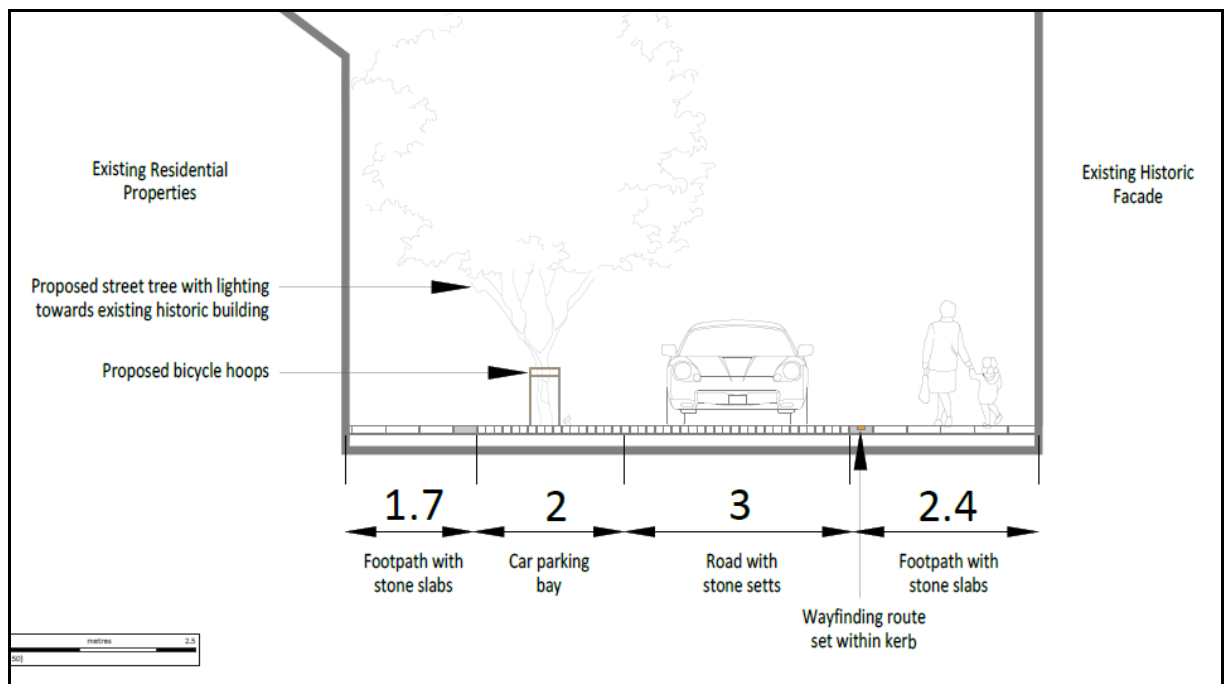 Existing Residential
Properties
Existing Historic
Facade
Proposed street tree with lighting
towards existing historic building
Proposed bicycle hoops
1.7
2
3
2.4
Footpath with
stone slabs
Car parking
bay
Road with
stone setts
Footpath with
stone slabs
Wayfinding route
set within kerb
metres
2.5
50)